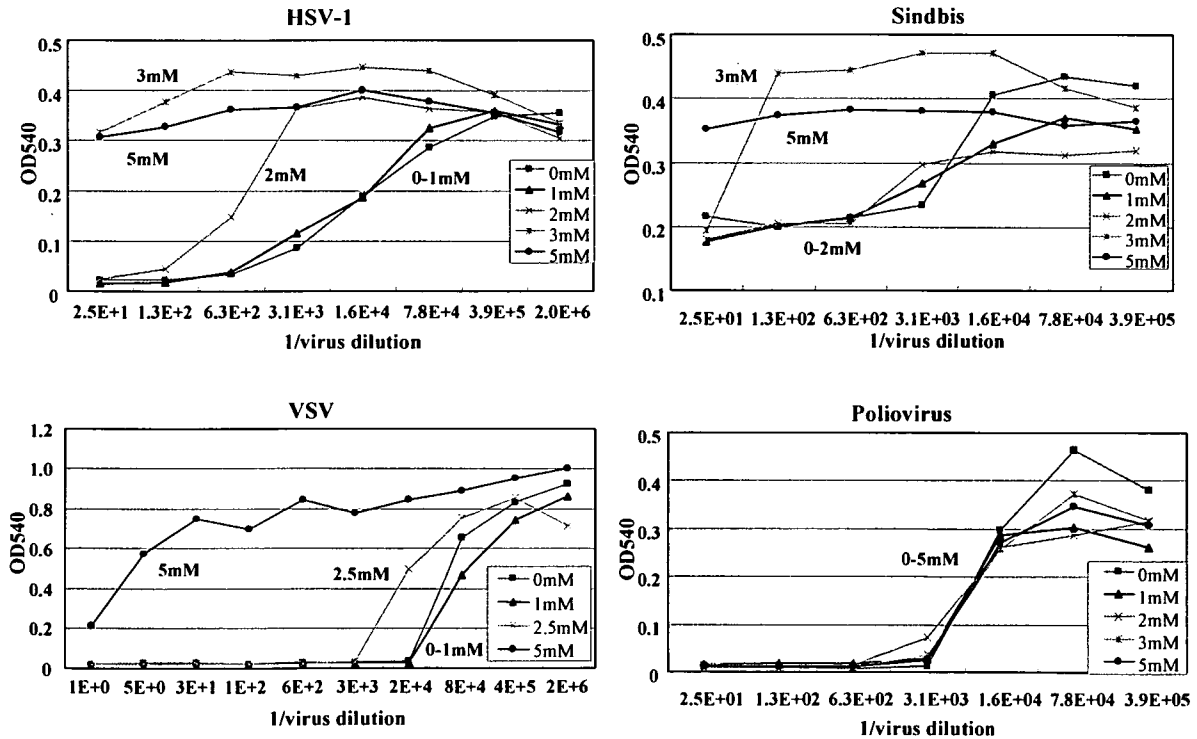 HSV-1
0.5
0.4
0.3
0.2
0.1
0
OD540
3mM
5mM
2mM
0-1mM
0mM
1mM
2mM
3mM
5mM
2.5E+1 1.3E+2 6.3E+2 3.1E+3 1.6E+4 7.8E+4 3.9E+5 2.0E+6
1/virus dilution
Sindbis
0.5
0.4
0.3
0.2
0.1
OD540
3mM
5mM
0-2mM
0mM
1mM
2mM
3mM
5mM
2.5E+01 1.3E+02 6.3E+02 3.1E+03 1.6E+04 7.8E+04 3.9E+05
1/virus dilution
VSV
1.2
1.0
0.8
0.6
0.4
0.2
0
OD540
5mM
2.5mM
0-1mM
0mM
1mM
2.5mM
5mM
1E+0 5E+0 3E+1 1E+2 6E+2 3E+3 2E+4 8E+4 4E+5 2E+6
1/virus dilution
Poliovirus
0.5
0.4
0.3
0.2
0.1
0
OD540
0-5mM
0mM
1mM
2mM
3mM
5mM
2.5E+01 1.3E+02 6.3E+02 3.1E+03 1.6E+04 7.8E+04 3.9E+05
1/virus dilution